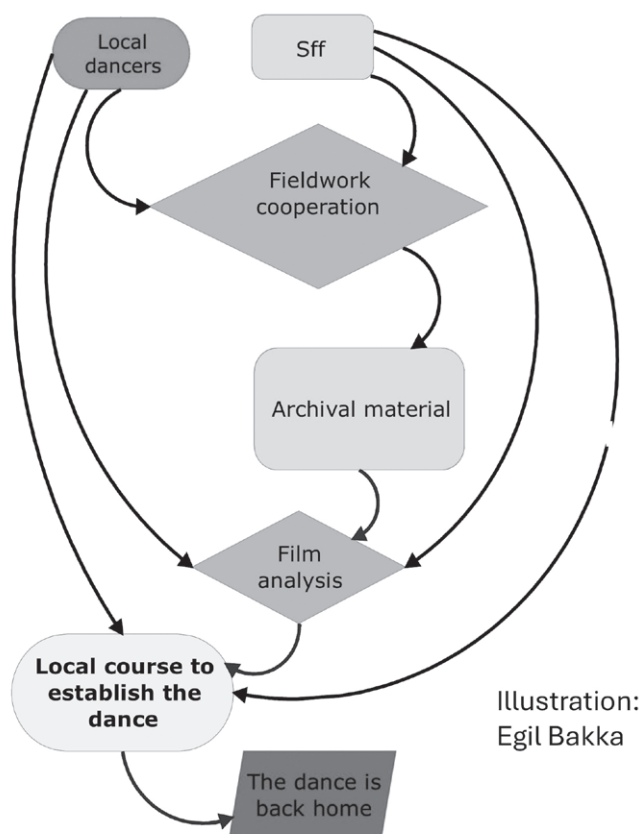 Local
dancers
Sff
Fieldwork
cooperation
Archival material
Film
analysis
Local course to
establish the
dance
Illustration:
Egil Bakka
The dance is
back home